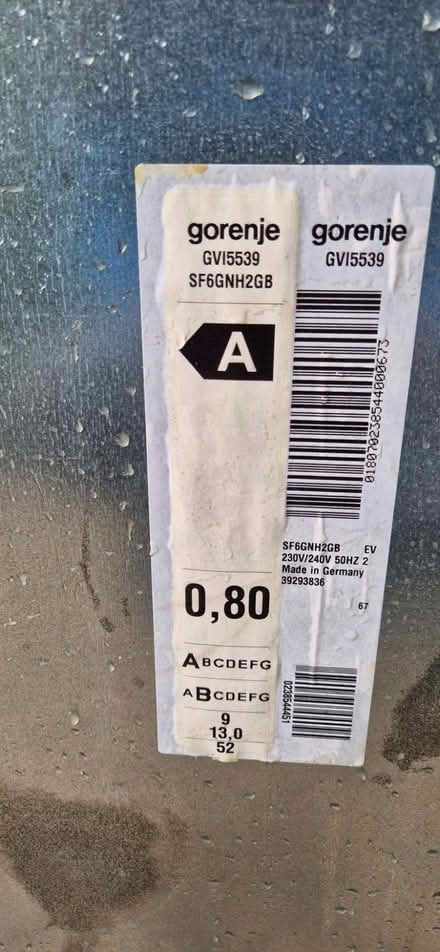 gorenje
GVI5539
SF6GNH2GB
A
0,80
ABCDEFG
ABCDEFG
9
13,0
52
gorenje
GVI5539
0180702385440000673
SF6GNH2GB EV
230V/240V 50HZ 2
Made in Germany
39293836
67
0238544451